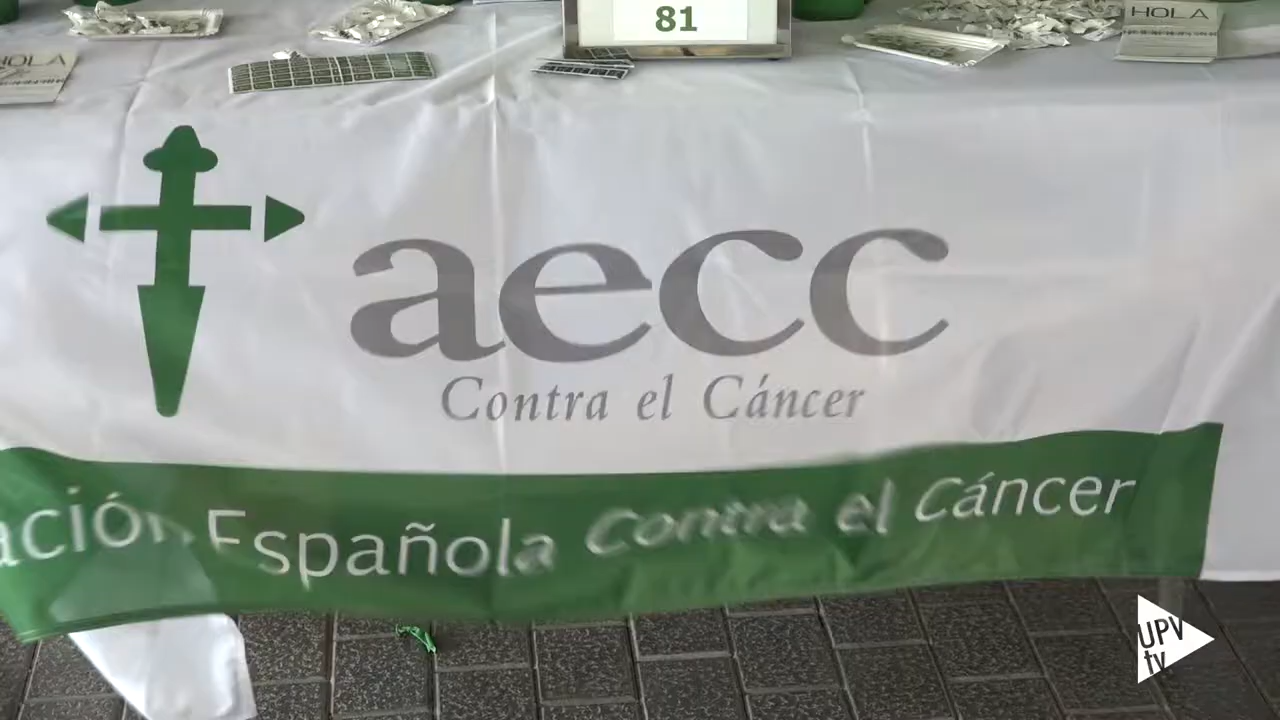 81
HOLA
HOLA
aecc
Contra el Cáncer
ación Española Contra el Cáncer
UPV
tv